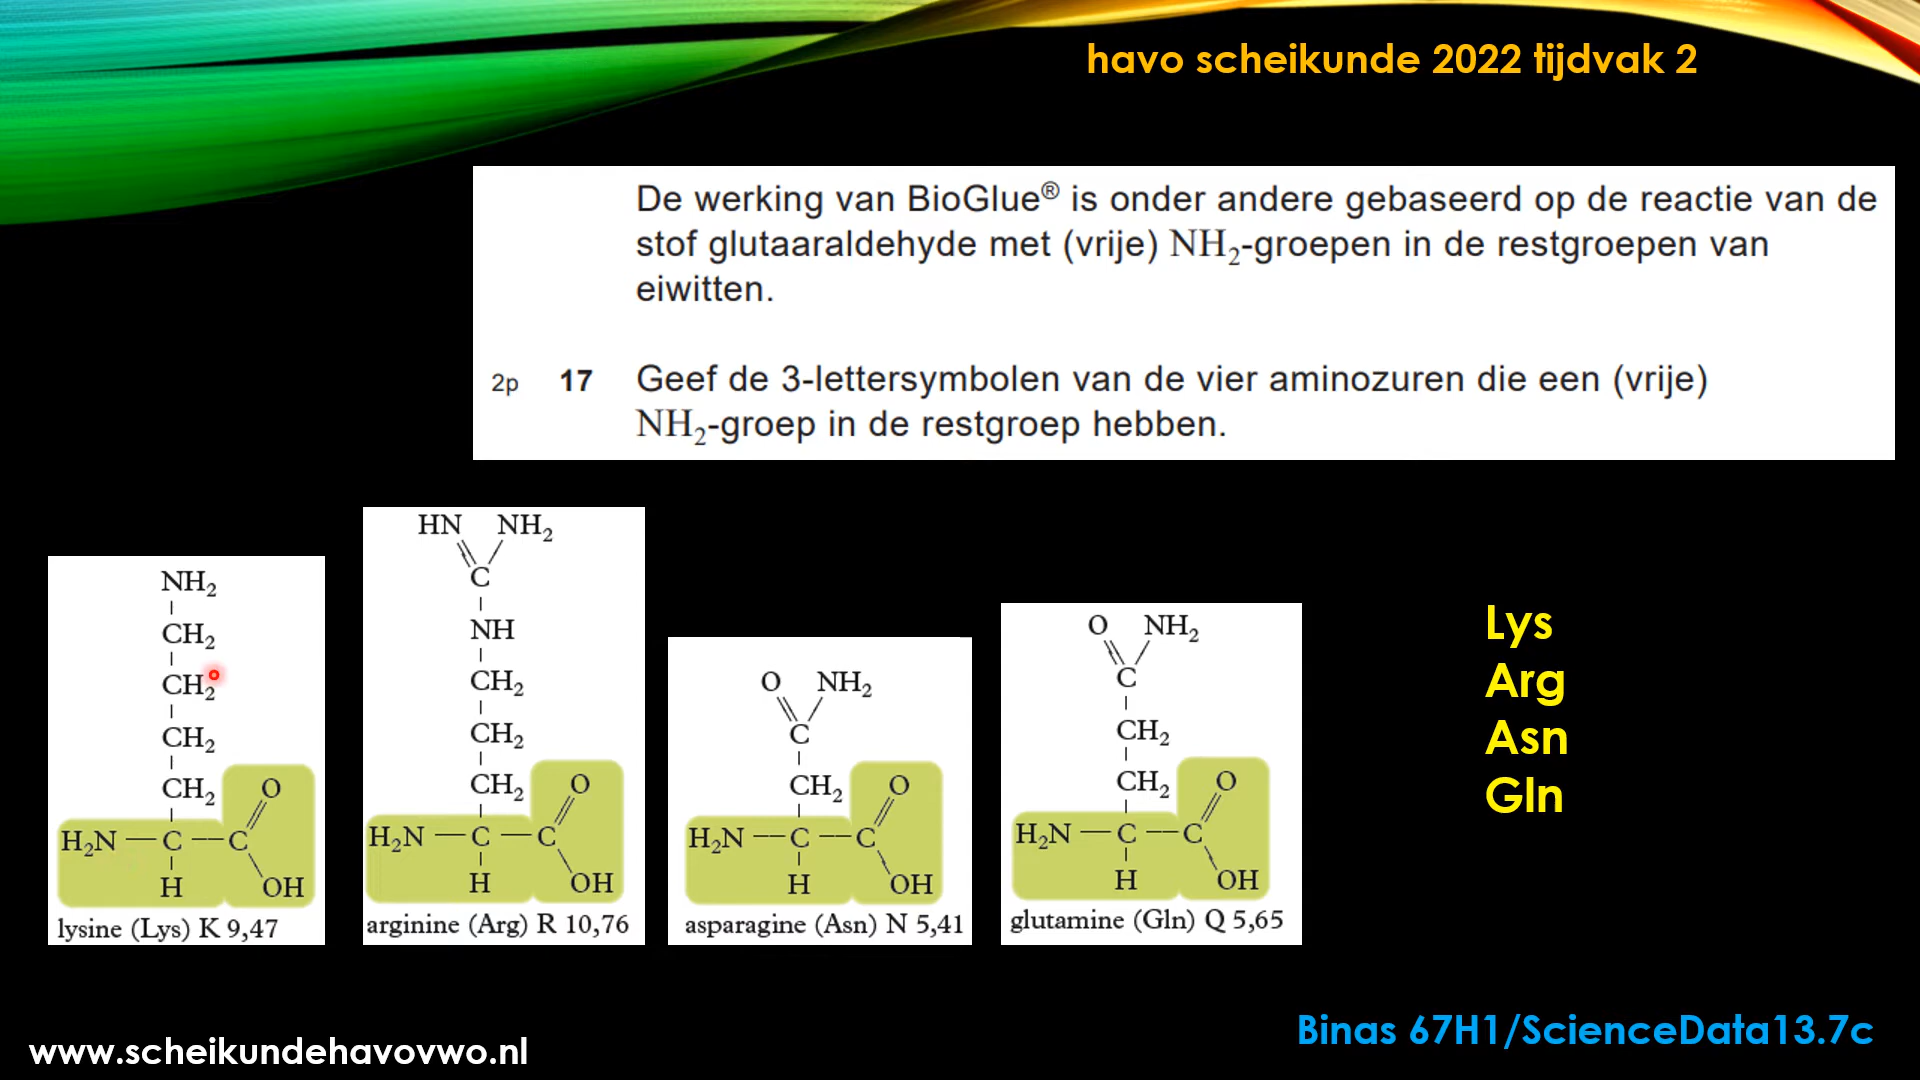 havo scheikunde 2022 tijdvak 2
De werking van BioGlue® is onder andere gebaseerd op de reactie van de
stof glutaaraldehyde met (vrije) NH₂-groepen in de restgroepen van
eiwitten.
2p 17 Geef de 3-lettersymbolen van de vier aminozuren die een (vrije)
NH₂-groep in de restgroep hebben.
NH₂
CH₂
CH₂
CH₂
CH₂ O
H₂N C C
H OH
lysine (Lys) K 9,47
HN NH₂
C
NH
CH₂
CH₂
CH₂ O
H₂N C C
H OH
arginine (Arg) R 10,76
O NH₂
C
CH₂ O
H₂N C C
H OH
asparagine (Asn) N 5,41
O NH₂
C
CH₂
CH₂ O
H₂N C C
H OH
glutamine (Gln) Q 5,65
Lys
Arg
Asn
Gln
Binas 67H1/ScienceData13.7c
www.scheikundehavovwo.nl